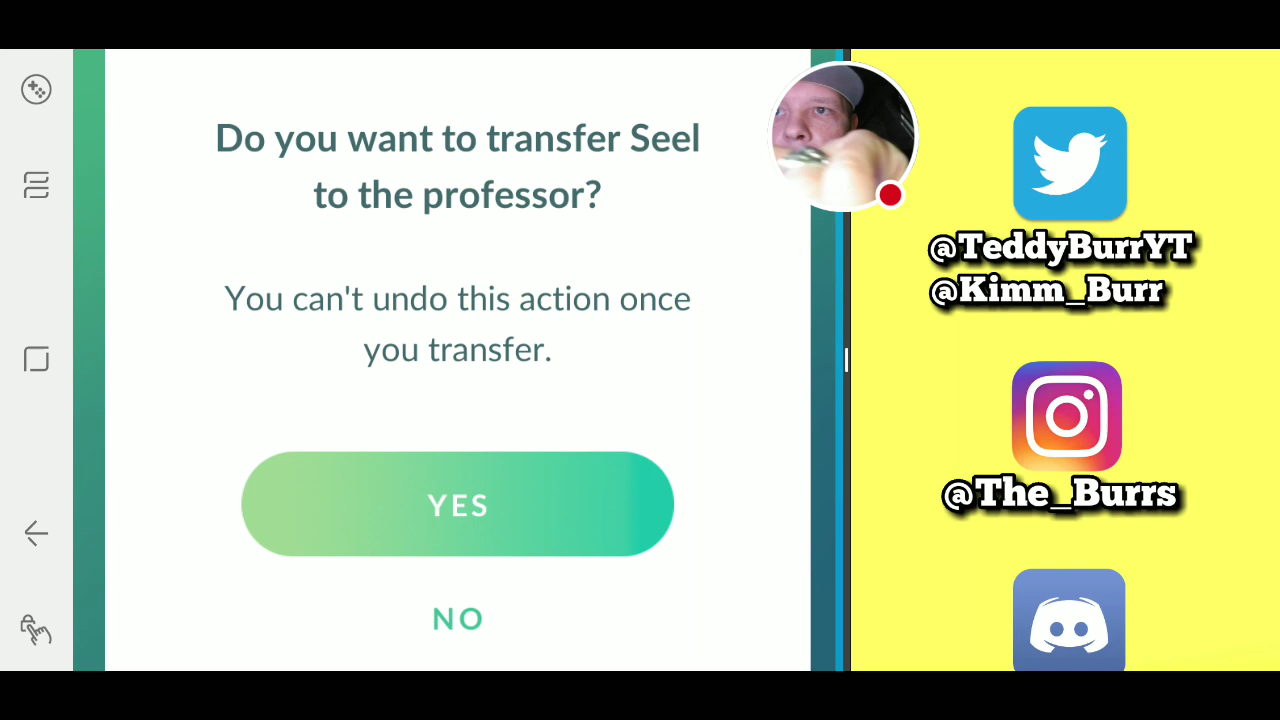 Do you want to transfer Seel
to the professor?
You can't undo this action once
you transfer.
YES
NO
@TeddyBurrYT
@Kimm_Burr
@The_Burrs